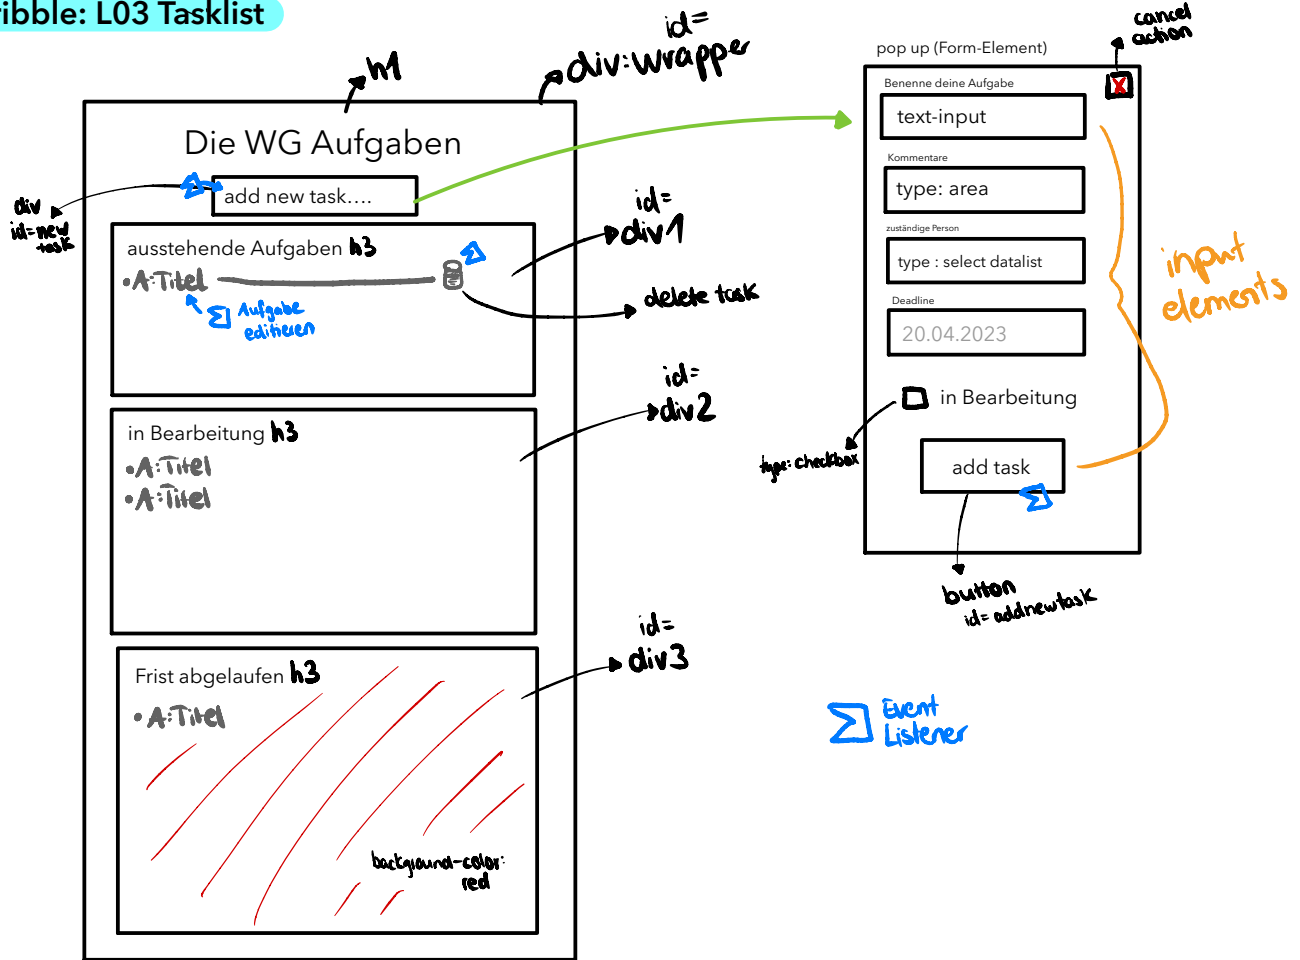 ibble: L03 Tasklist
h1
id=
div:wrapper
Die WG Aufgaben
add new task....
div
id=new
task
ausstehende Aufgaben h3
•A:Titel
Aufgabe
editieren
id=
div1
delete task
in Bearbeitung h3
•A:Titel
•A:Titel
id=
div2
Frist abgelaufen h3
•A:Titel
background-color:
red
id=
div3
pop up (Form-Element)
cancel
action
X
Benenne deine Aufgabe
text-input
Kommentare
type: area
zuständige Person
type : select datalist
Deadline
20.04.2023
in Bearbeitung
type: checkbox
add task
button
id=addnewtask
input
elements
Event
Listener